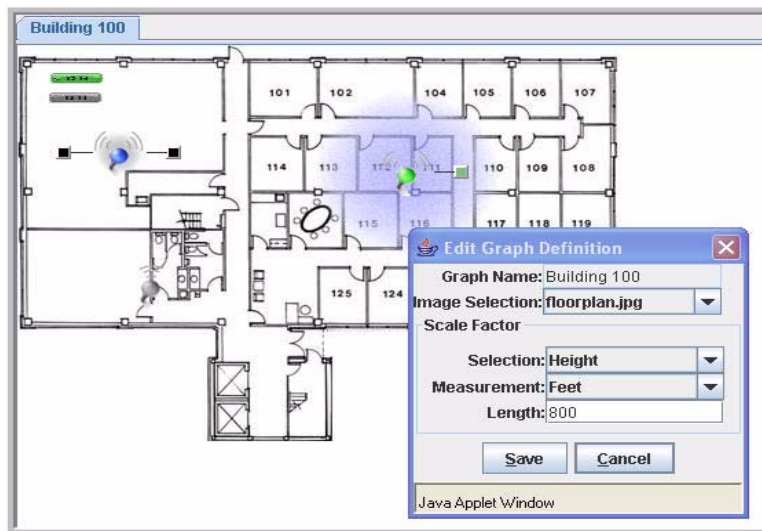 Building 100
101
102
104
105
106
107
114
113
112
111
110
109
108
115
116
117
118
119
125
124
Edit Graph Definition
Graph Name: Building 100
Image Selection: floorplan.jpg
Scale Factor
Selection: Height
Measurement: Feet
Length: 800
Save
Cancel
Java Applet Window